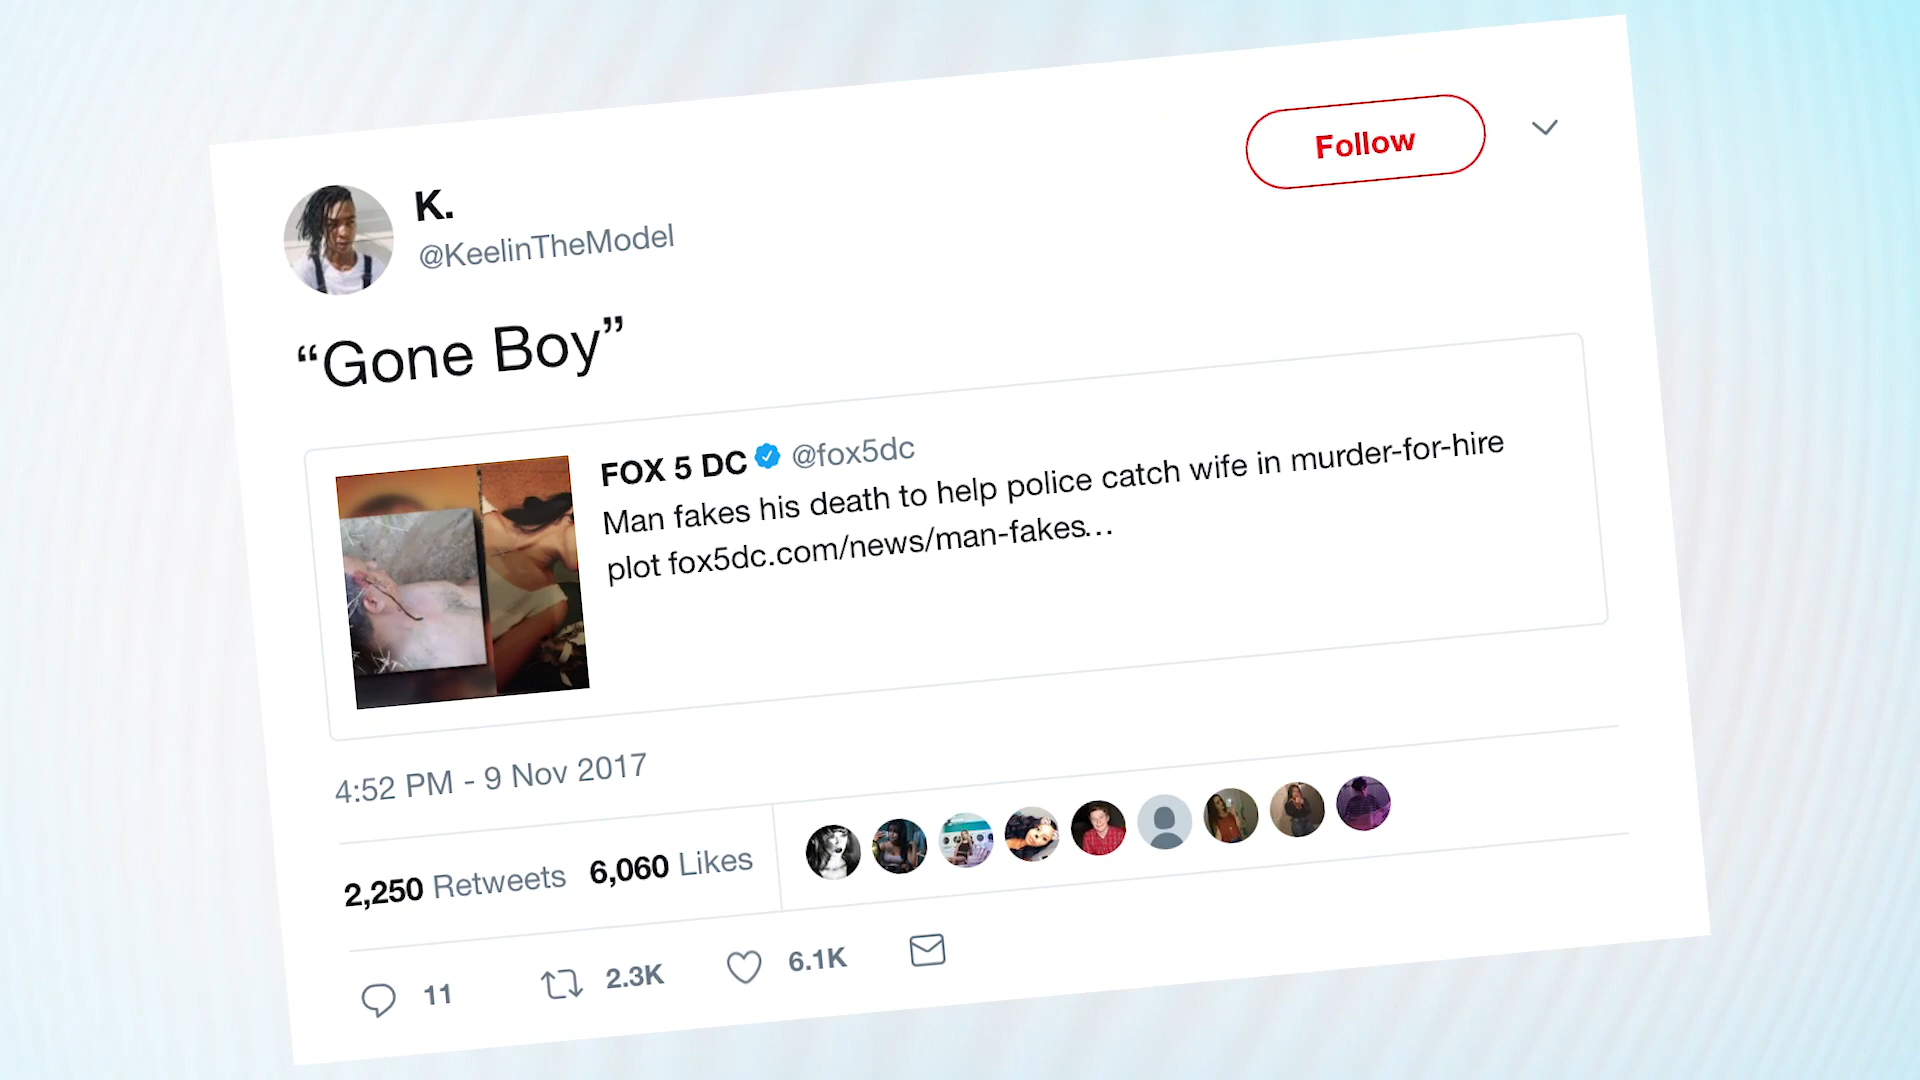 K.
@KeelinTheModel
Follow
“Gone Boy”
FOX 5 DC @fox5dc
Man fakes his death to help police catch wife in murder-for-hire
plot fox5dc.com/news/man-fakes…
4:52 PM - 9 Nov 2017
2,250 Retweets 6,060 Likes
11 2.3K 6.1K